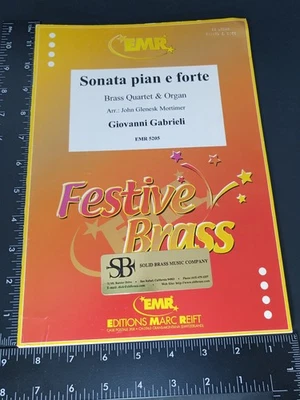 EMR
Sonata pian e forte
Brass Quartet & Organ
Arr.: John Glenesk Mortimer
Giovanni Gabrieli
EMR 5205
Festive
Brass
SB
SOLID BRASS MUSIC COMPANY
EMR
EDITIONS MARC REIFT